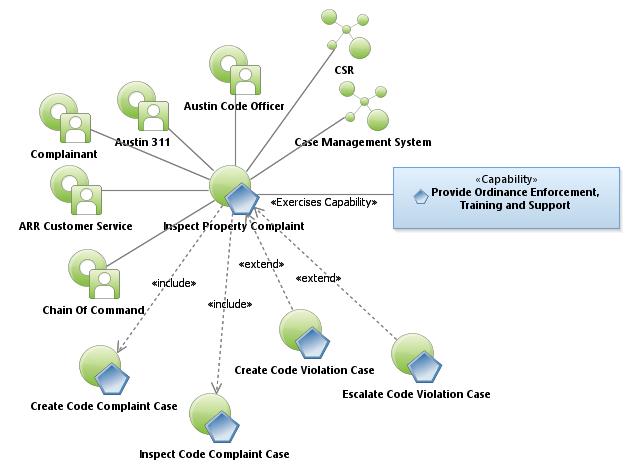 CSR
Austin Code Officer
Case Management System
Austin 311
Complainant
«Capability»
Provide Ordinance Enforcement,
Training and Support
«Exercises Capability»
ARR Customer Service
Inspect Property Complaint
«extend»
«include»
«extend»
«include»
Chain Of Command
Create Code Violation Case
Escalate Code Violation Case
Create Code Complaint Case
Inspect Code Complaint Case